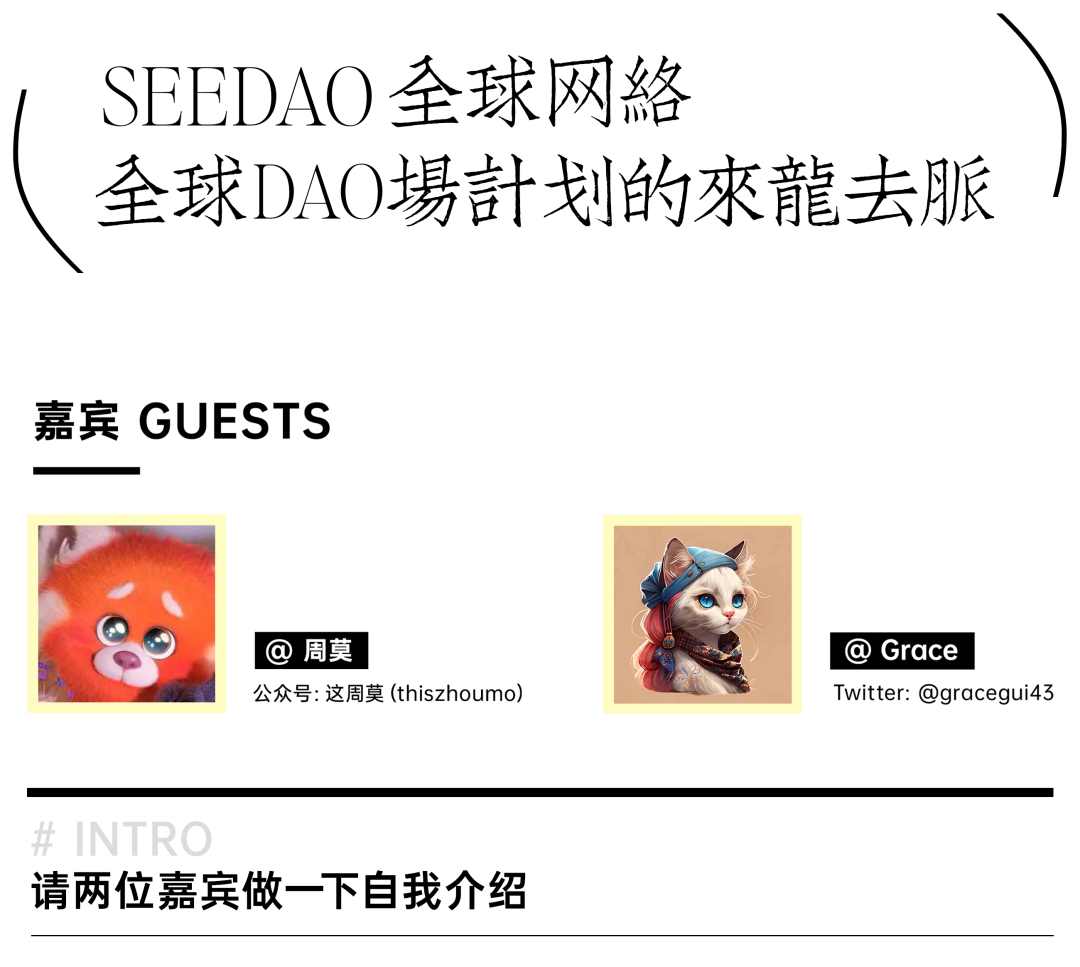 SEEDAO 全球网絡
全球DAO場計划的來龍去脈
嘉宾 GUESTS
@ 周莫
公众号: 这周莫 (thiszhoumo)
@ Grace
Twitter: @gracegui43
# INTRO
请两位嘉宾做一下自我介绍